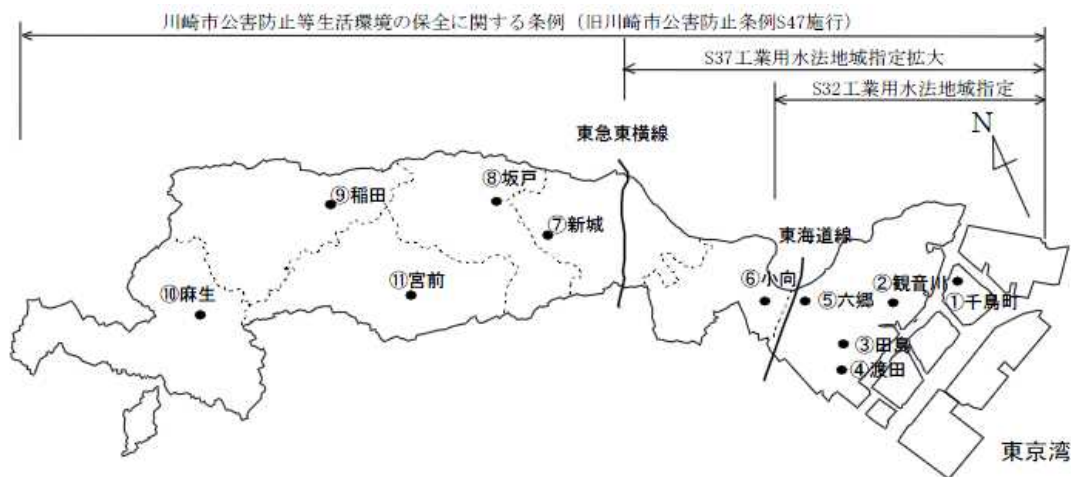 川崎市公害防止等生活環境の保全に関する条例（旧川崎市公害防止条例S47施行）
S37工業用水法地域指定拡大
S32工業用水法地域指定
N
東急東横線
⑧坂戸
⑨稲田
⑦新城
東海道線
⑥小向
②観音川
⑪宮前
⑩麻生
⑤六郷
①千鳥町
③田島
④渡田
東京湾